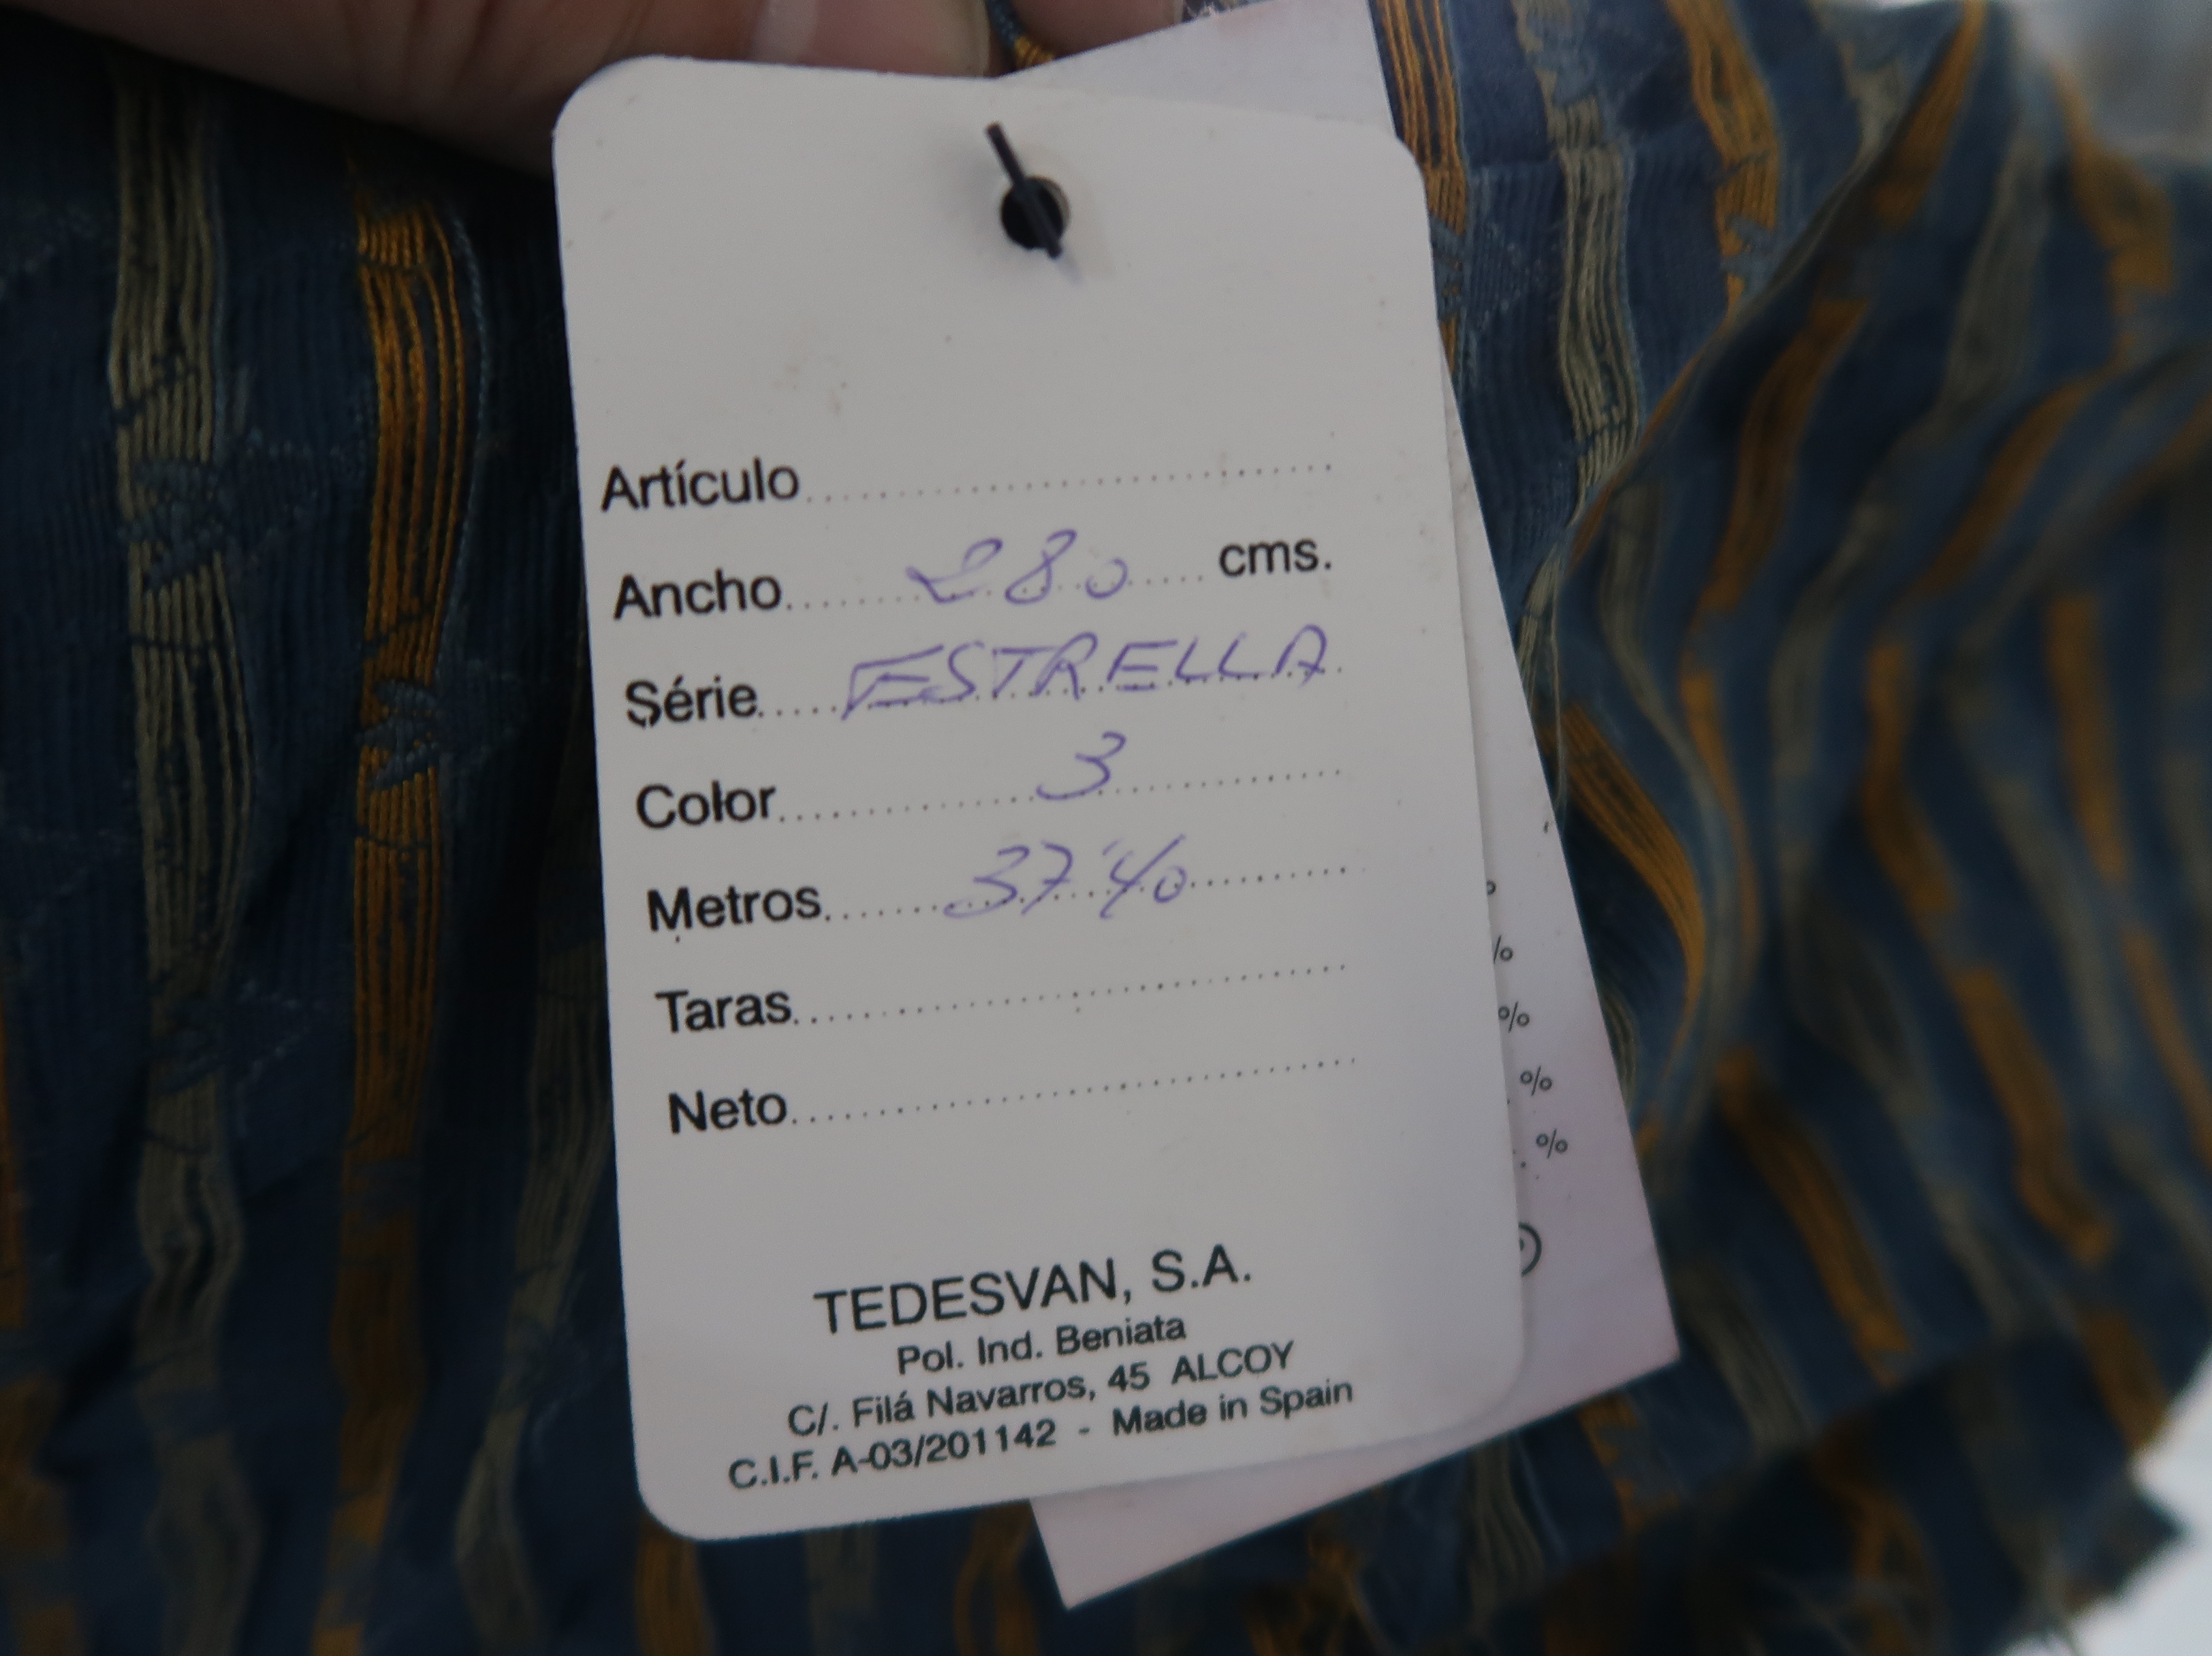 Artículo
Ancho 280 cms.
Série ESTRELLA
Color 3
Metros 37'40
Taras
Neto
TEDESVAN, S.A.
Pol. Ind. Beniata
C/. Filá Navarros, 45 ALCOY
C.I.F. A-03/201142 - Made in Spain
%
%
%
%